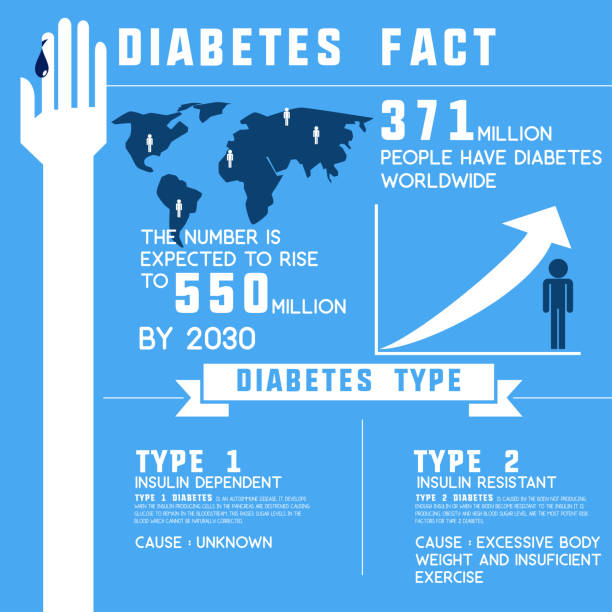 DIABETES FACT
371 MILLION
PEOPLE HAVE DIABETES
WORLDWIDE
THE NUMBER IS
EXPECTED TO RISE
TO 550 MILLION
BY 2030
DIABETES TYPE
TYPE 1
INSULIN DEPENDENT
TYPE 1 DIABETES IS AN AUTOIMMUNE DISEASE. IT DEVELOPE
WHEN THE INSULIN PRODUCING CELLS IN THE PANCREAS ARE DESTROYED CAUSING
GLUCOSE TO REMAIN IN THE BLOODSTREAM, THIS RAISES SUGAR LEVELS IN THE
BLOOD WHICH CANNOT BE NATURALLY CORRECTED.
CAUSE : UNKNOWN
TYPE 2
INSULIN RESISTANT
TYPE 2 DIABETES IS CAUSED BY THE BODY NOT PRODUCING
ENOUGH INSULIN OR WHEN THE BODY BECOME RESISTANT TO THE INSULIN IT IS
PRODUCING. OBESITY AND HIGH BLOOD SUGAR LEVEL ARE THE MOST POTENT RISK
FACTORS FOR TYPE 2 DIABETES.
CAUSE : EXCESSIVE BODY
WEIGHT AND INSUFICIENT
EXERCISE